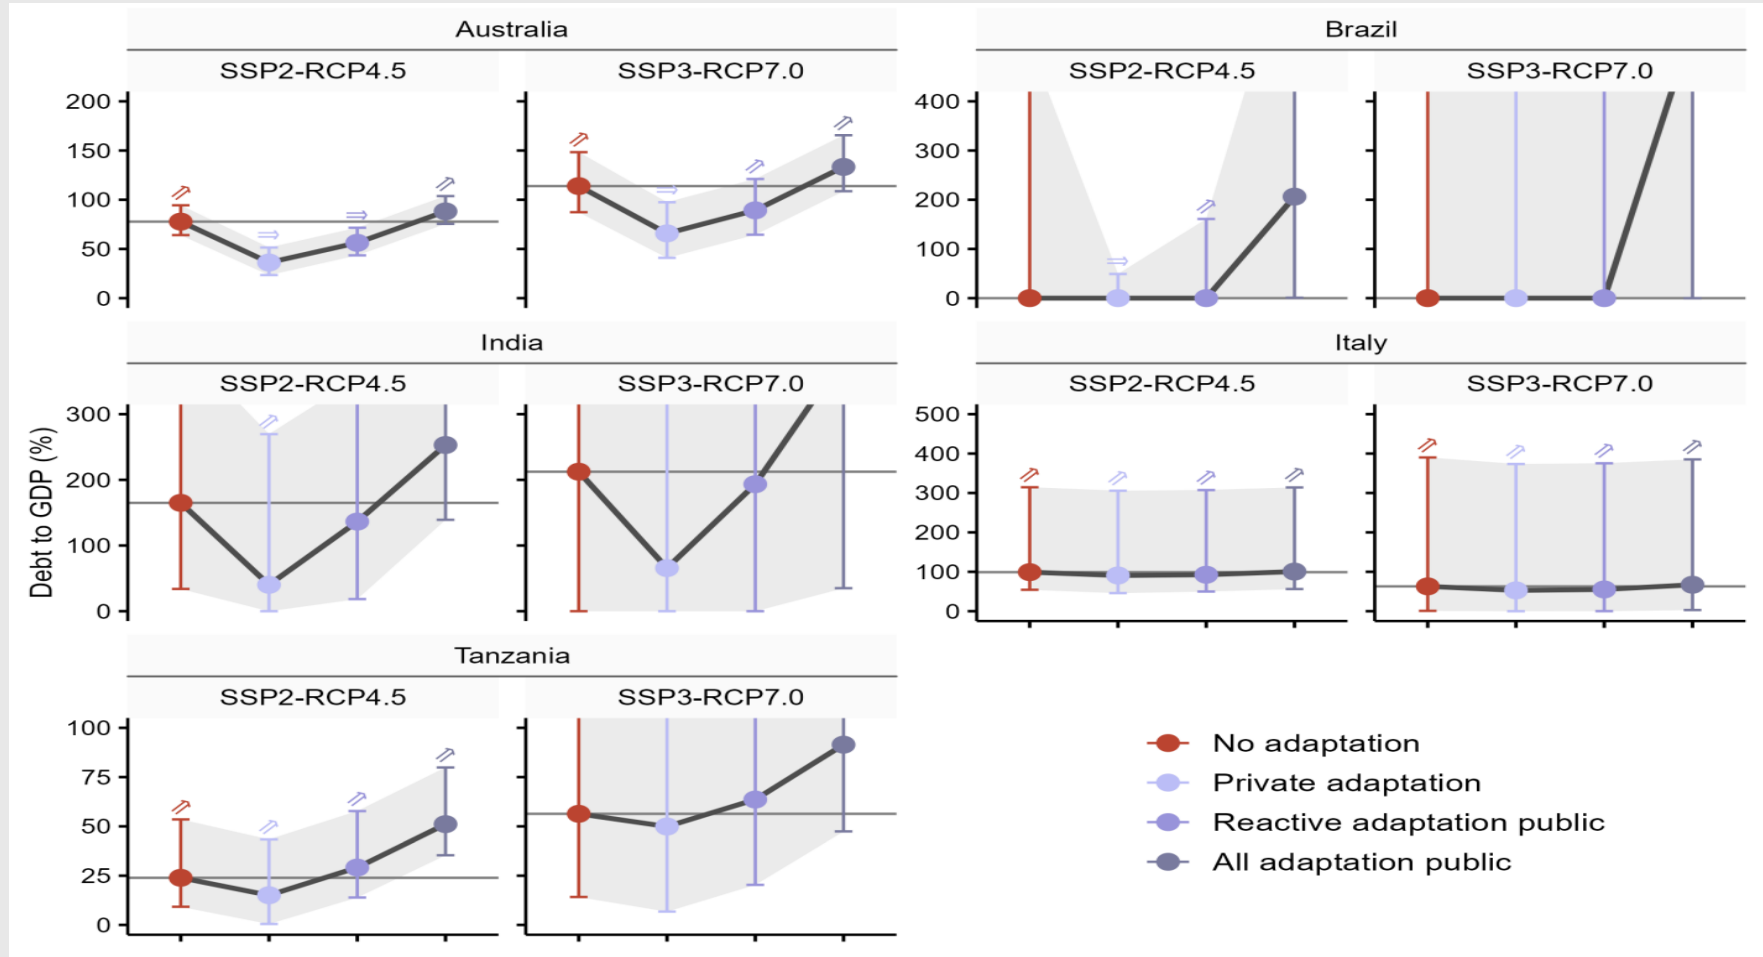 Australia
Brazil
SSP2-RCP4.5
SSP3-RCP7.0
SSP2-RCP4.5
SSP3-RCP7.0
200
150
100
50
0
400
300
200
100
0
India
Italy
SSP2-RCP4.5
SSP3-RCP7.0
SSP2-RCP4.5
SSP3-RCP7.0
Debt to GDP (%)
300
200
100
0
500
400
300
200
100
0
Tanzania
SSP2-RCP4.5
SSP3-RCP7.0
100
75
50
25
0
No adaptation
Private adaptation
Reactive adaptation public
All adaptation public